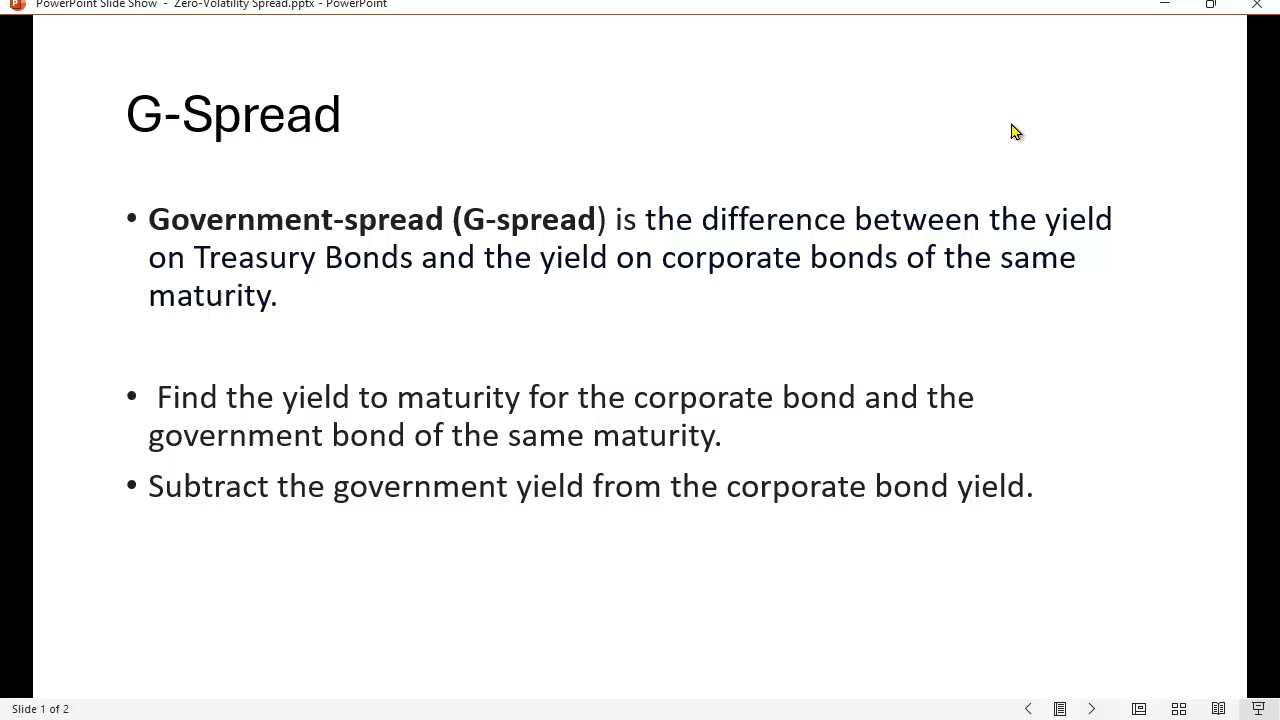 PowerPoint Slide Show - Zero-Volatility Spread.pptx - PowerPoint
G-Spread
• Government-spread (G-spread) is the difference between the yield
on Treasury Bonds and the yield on corporate bonds of the same
maturity.
• Find the yield to maturity for the corporate bond and the
government bond of the same maturity.
• Subtract the government yield from the corporate bond yield.
Slide 1 of 2